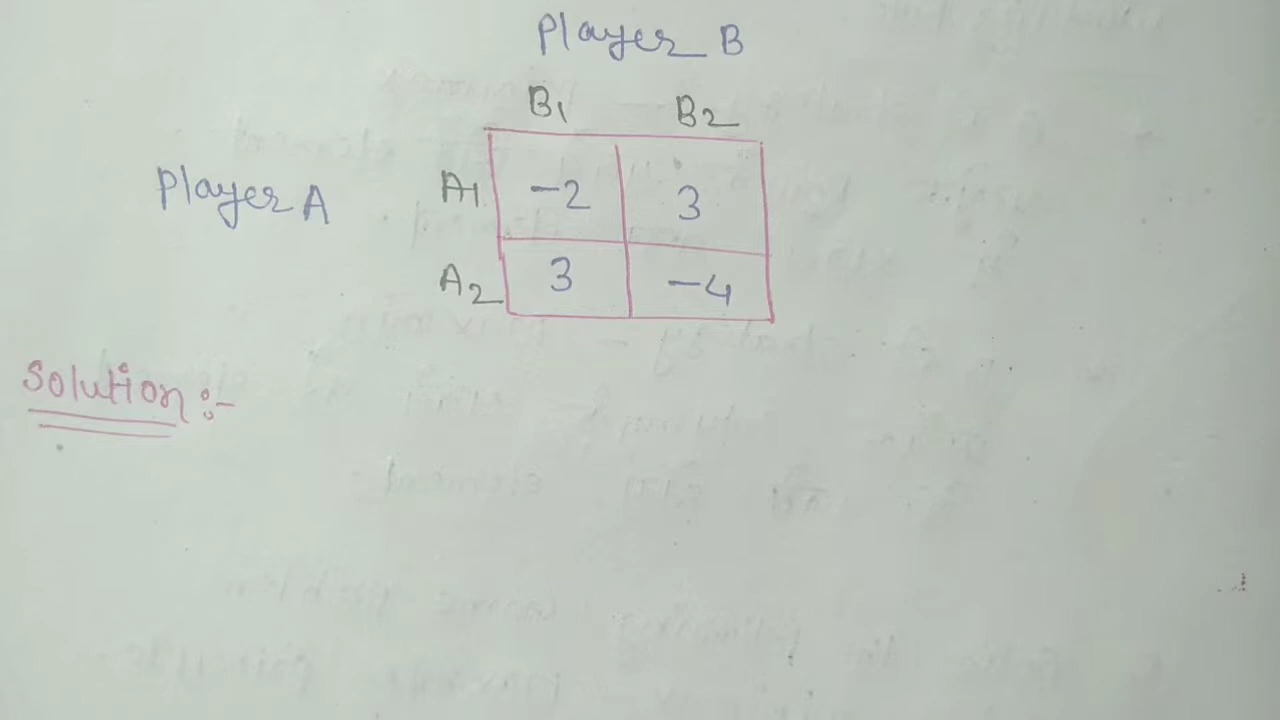 Player B
B1 B2
Player A A1 -2 3
A2 3 -4
Solution :-